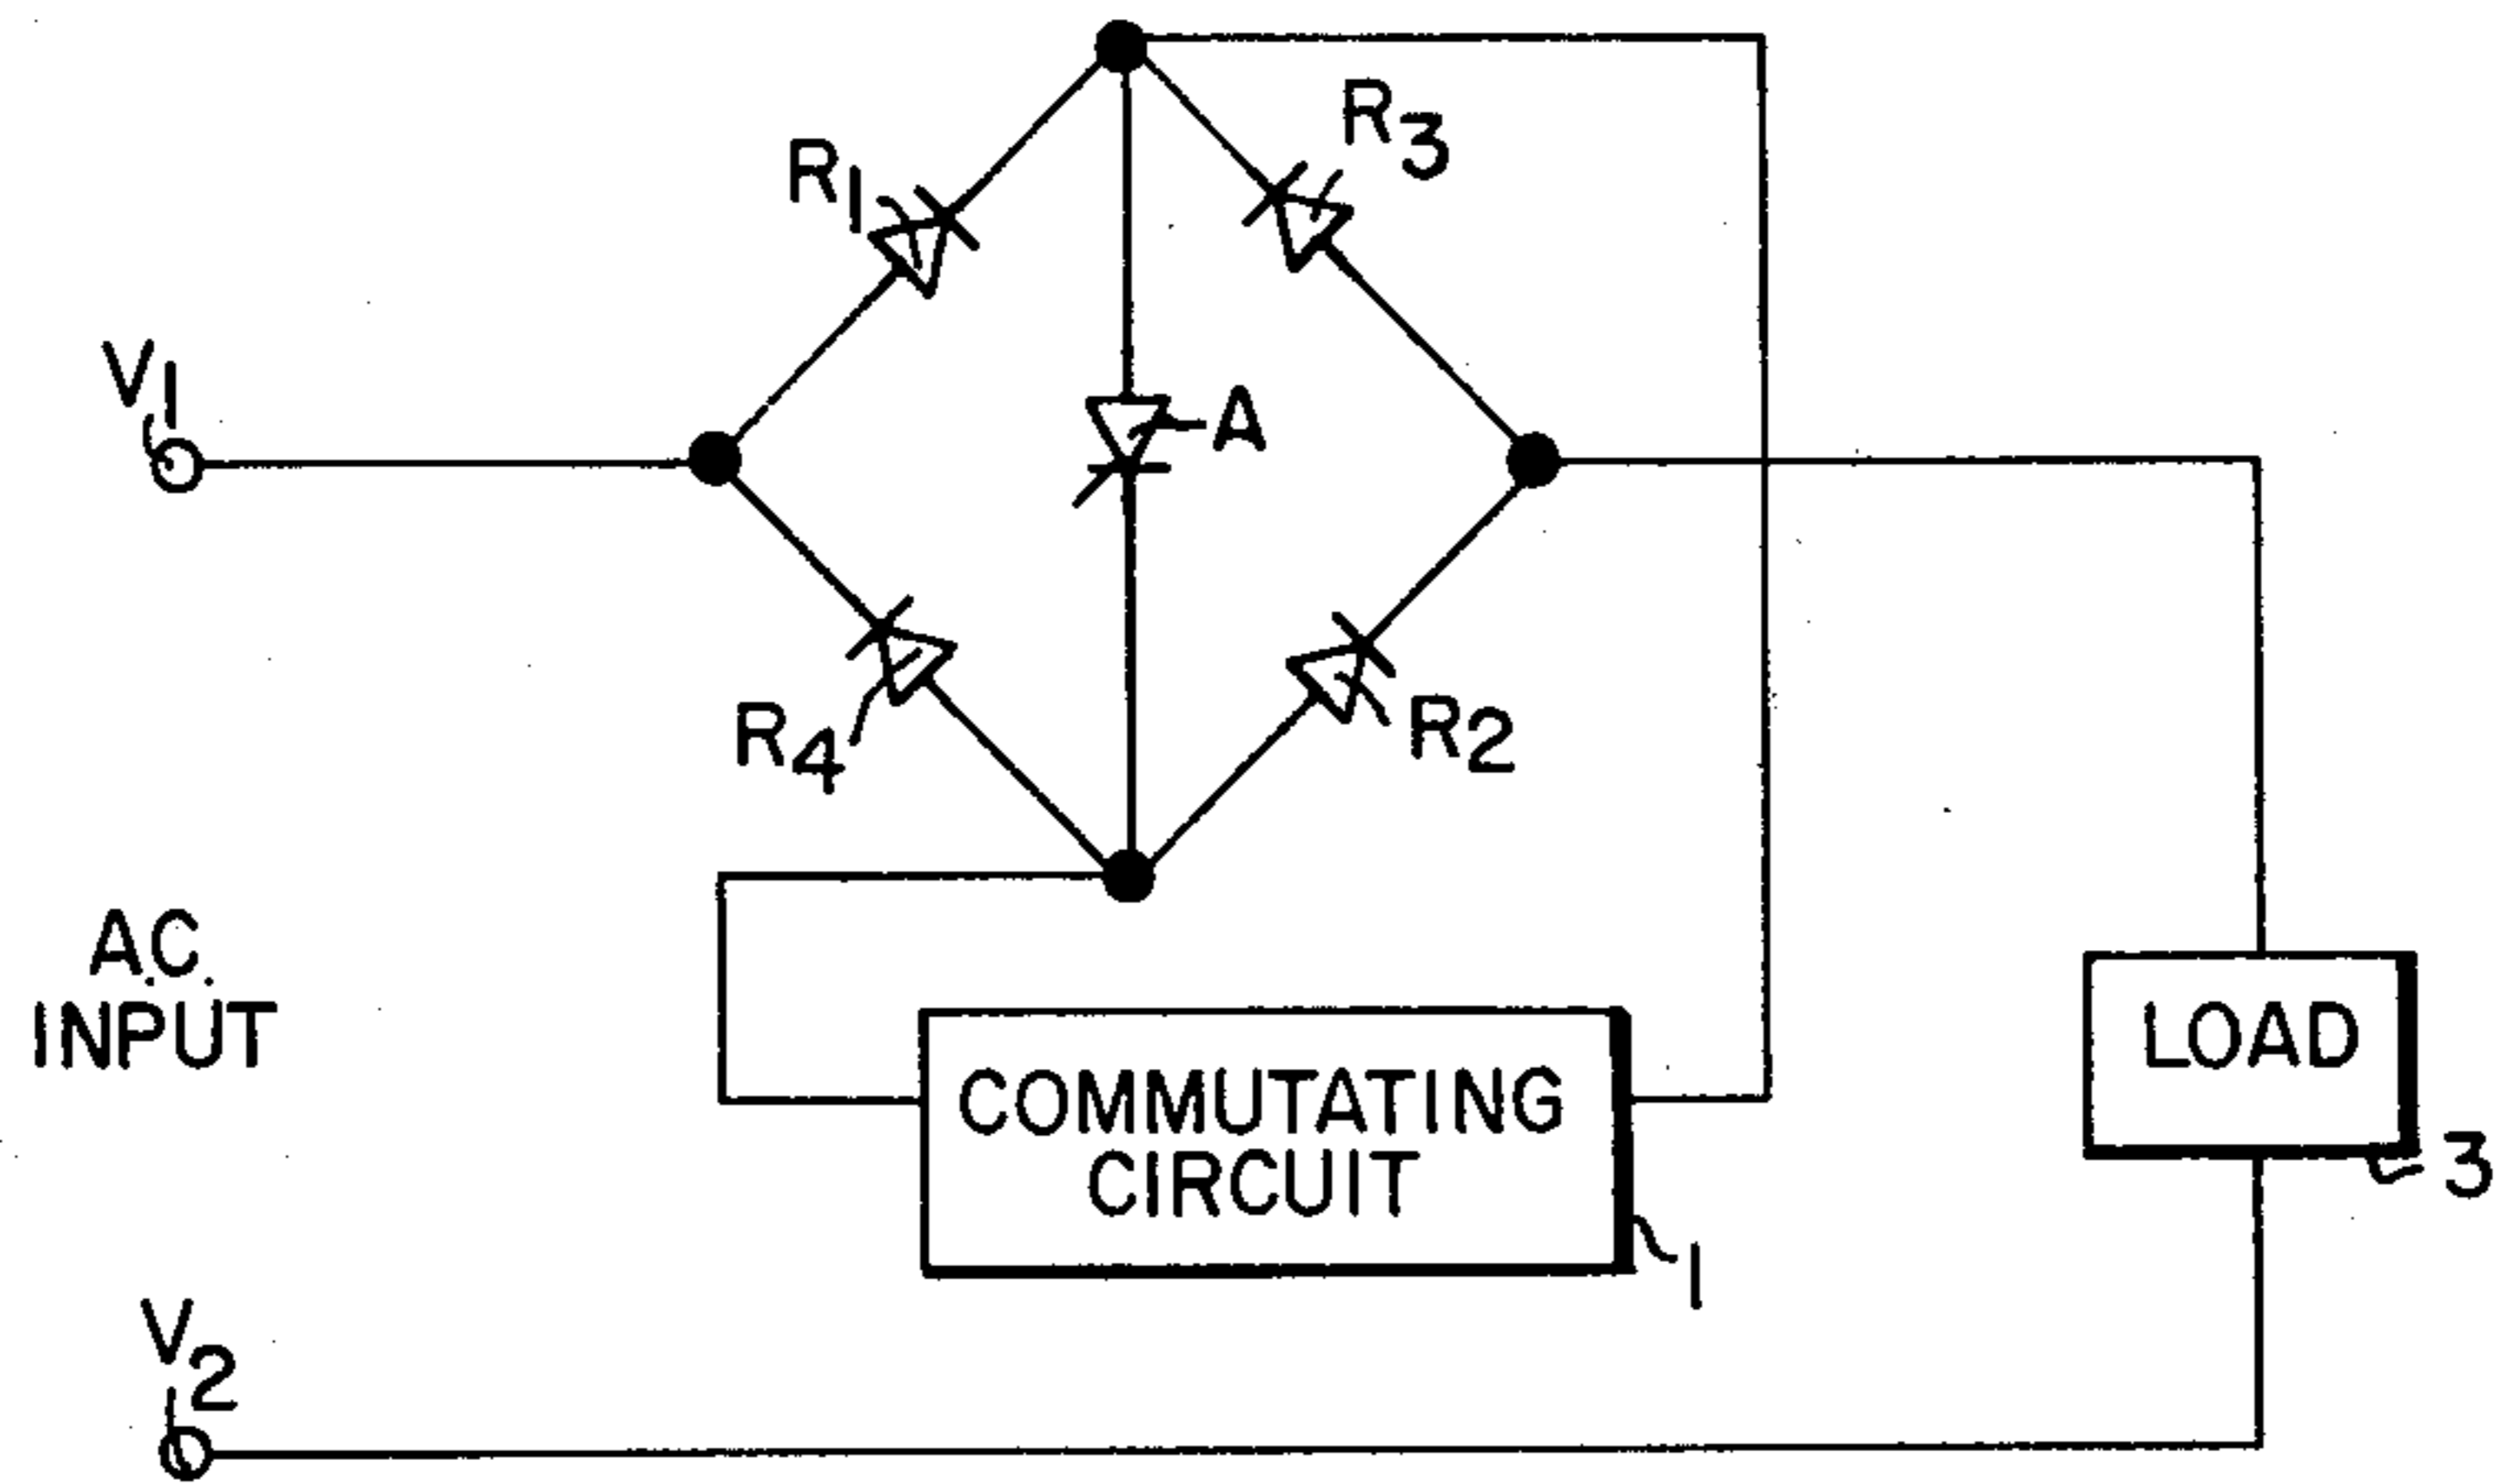 R1
R3
V1
A
R4
R2
A.C.
INPUT
COMMUTATING
CIRCUIT
1
LOAD
3
V2